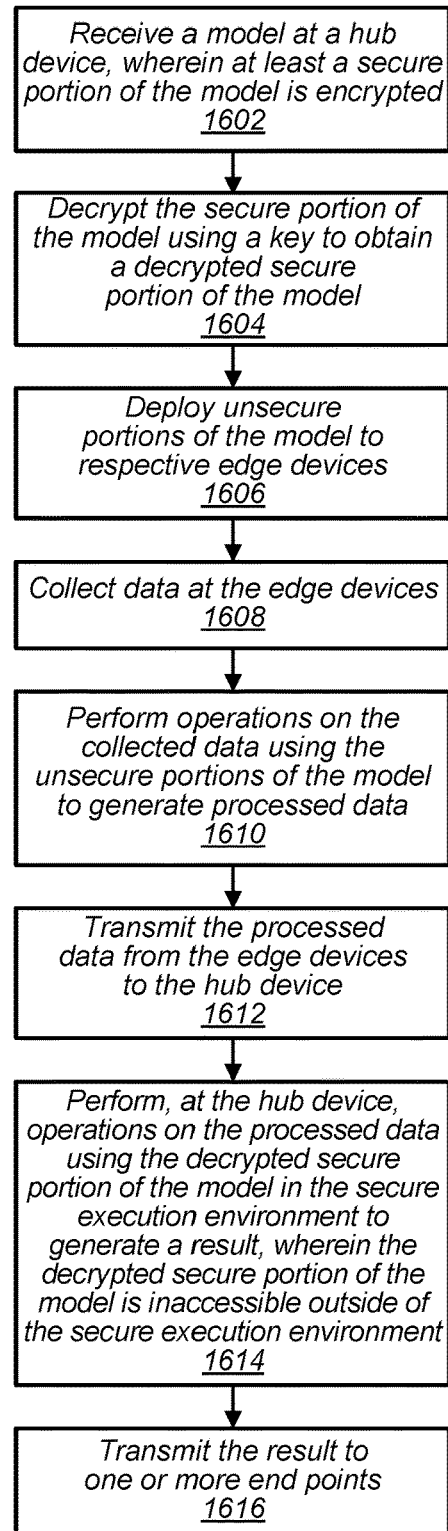 Receive a model at a hub
device, wherein at least a secure
portion of the model is encrypted
1602
Decrypt the secure portion of
the model using a key to obtain
a decrypted secure
portion of the model
1604
Deploy unsecure
portions of the model to
respective edge devices
1606
Collect data at the edge devices
1608
Perform operations on the
collected data using the
unsecure portions of the model
to generate processed data
1610
Transmit the processed
data from the edge devices
to the hub device
1612
Perform, at the hub device,
operations on the processed data
using the decrypted secure
portion of the model in the secure
execution environment to
generate a result, wherein the
decrypted secure portion of the
model is inaccessible outside of
the secure execution environment
1614
Transmit the result to
one or more end points
1616